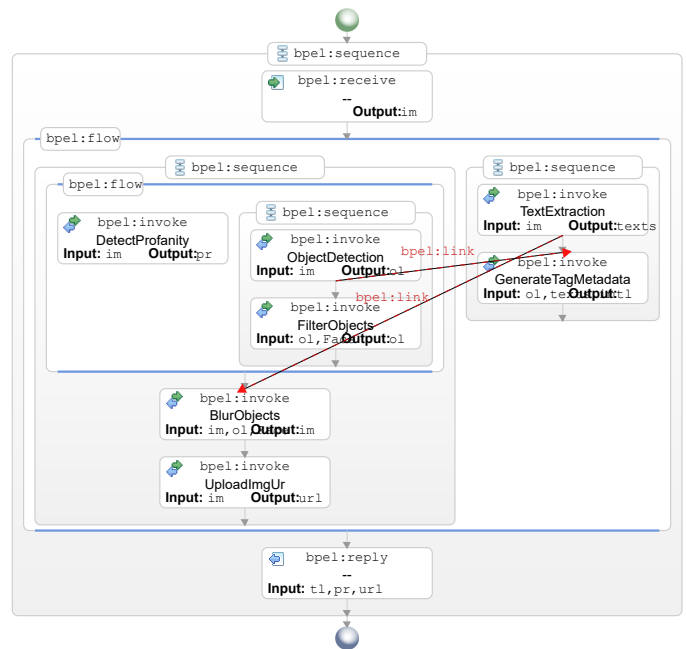 bpel:sequence
bpel:receive
--
Output:im
bpel:flow
bpel:sequence
bpel:sequence
bpel:flow
bpel:invoke
TextExtraction
Input: im Output:texts
bpel:sequence
bpel:invoke
DetectProfanity
Input: im Output:pr
bpel:invoke
ObjectDetection
Input: im Output:ol
bpel:link
bpel:invoke
GenerateTagMetadata
Input: ol, Output:tl
bpel:link
bpel:invoke
FilterObjects
Input: ol, Output:ol
bpel:invoke
BlurObjects
Input: im,ol, Output:im
bpel:invoke
UploadImgUr
Input: im Output:url
bpel:reply
--
Input: tl,pr,url